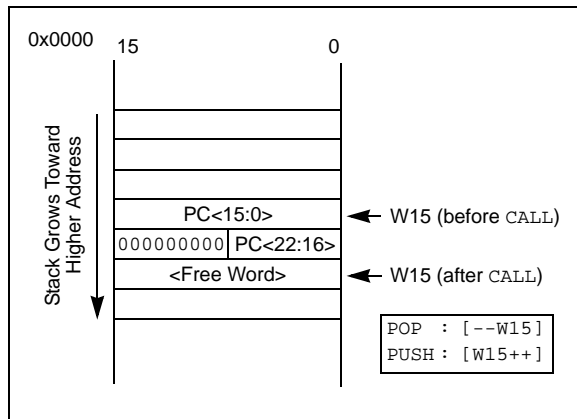 0x0000 15 0
Stack Grows Toward
Higher Address
PC<15:0>
W15 (before CALL)
000000000 PC<22:16>
<Free Word>
W15 (after CALL)
POP : [--W15]
PUSH : [W15++]